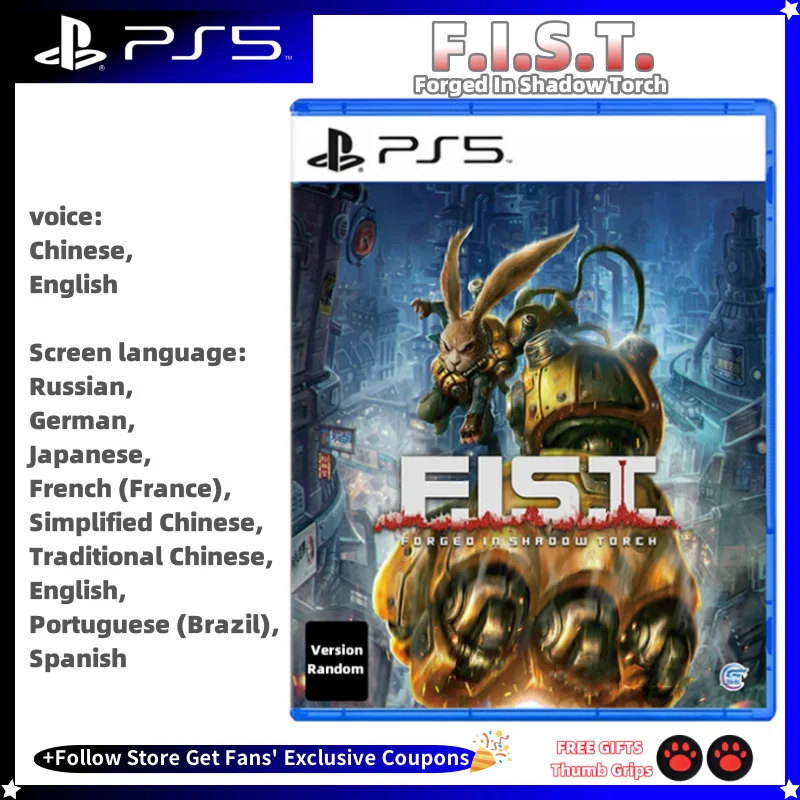 PS5
F.I.S.T.
Forged In Shadow Torch
PS5
voice:
Chinese,
English
Screen language:
Russian,
German,
Japanese,
French (France),
Simplified Chinese,
Traditional Chinese,
English,
Portuguese (Brazil),
Spanish
F.I.S.T.
FORGED IN SHADOW TORCH
Version
Random
+Follow Store Get Fans' Exclusive Coupons
FREE GIFTS
Thumb Grips